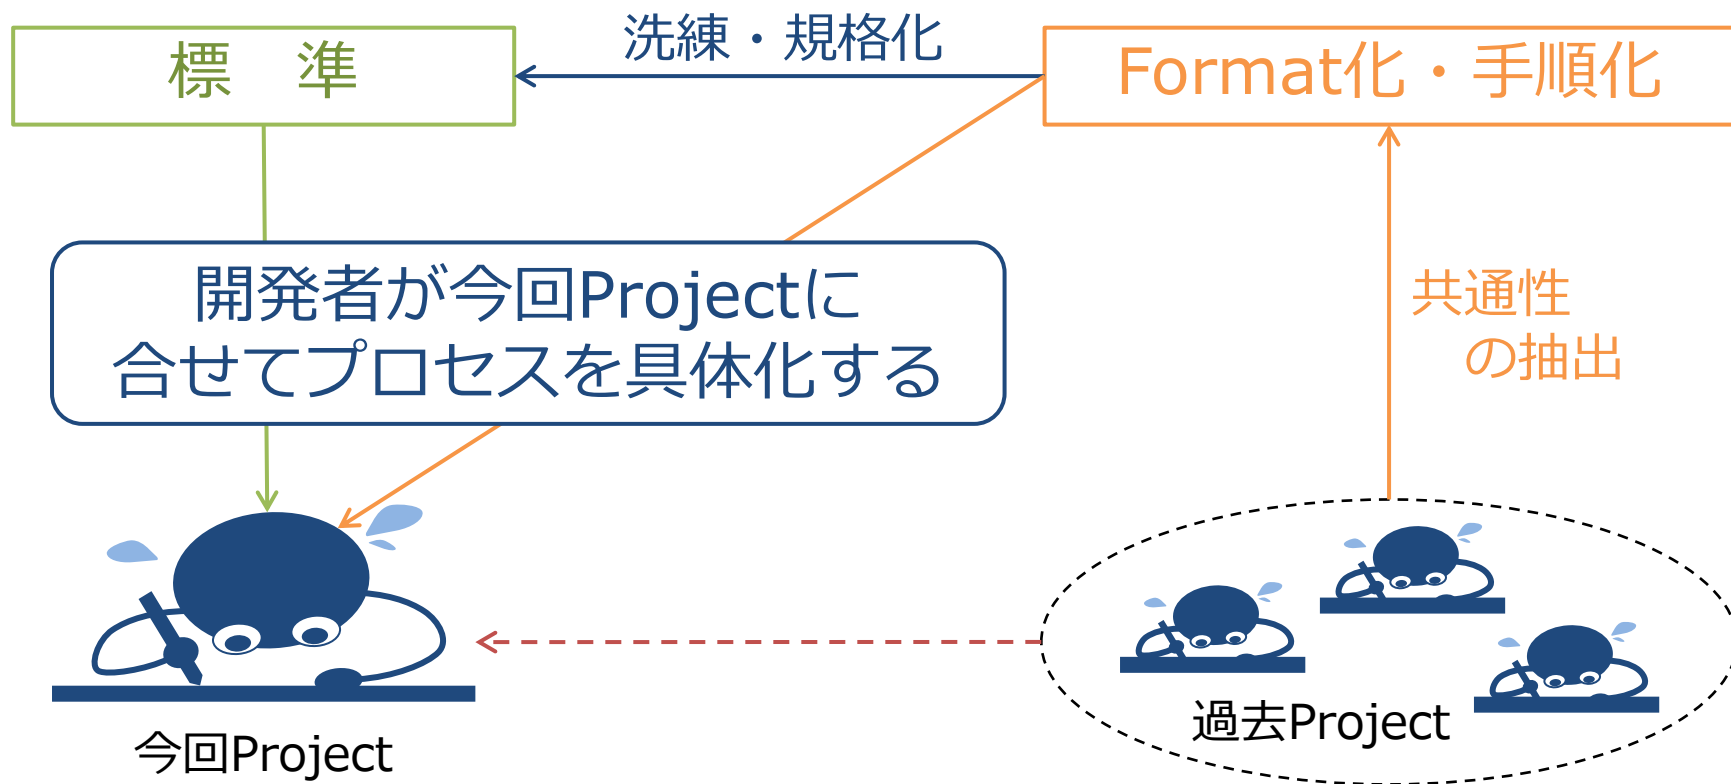 洗練・規格化
標　準
Format化・手順化
開発者が今回Projectに
合せてプロセスを具体化する
共通性
の抽出
過去Project
今回Project